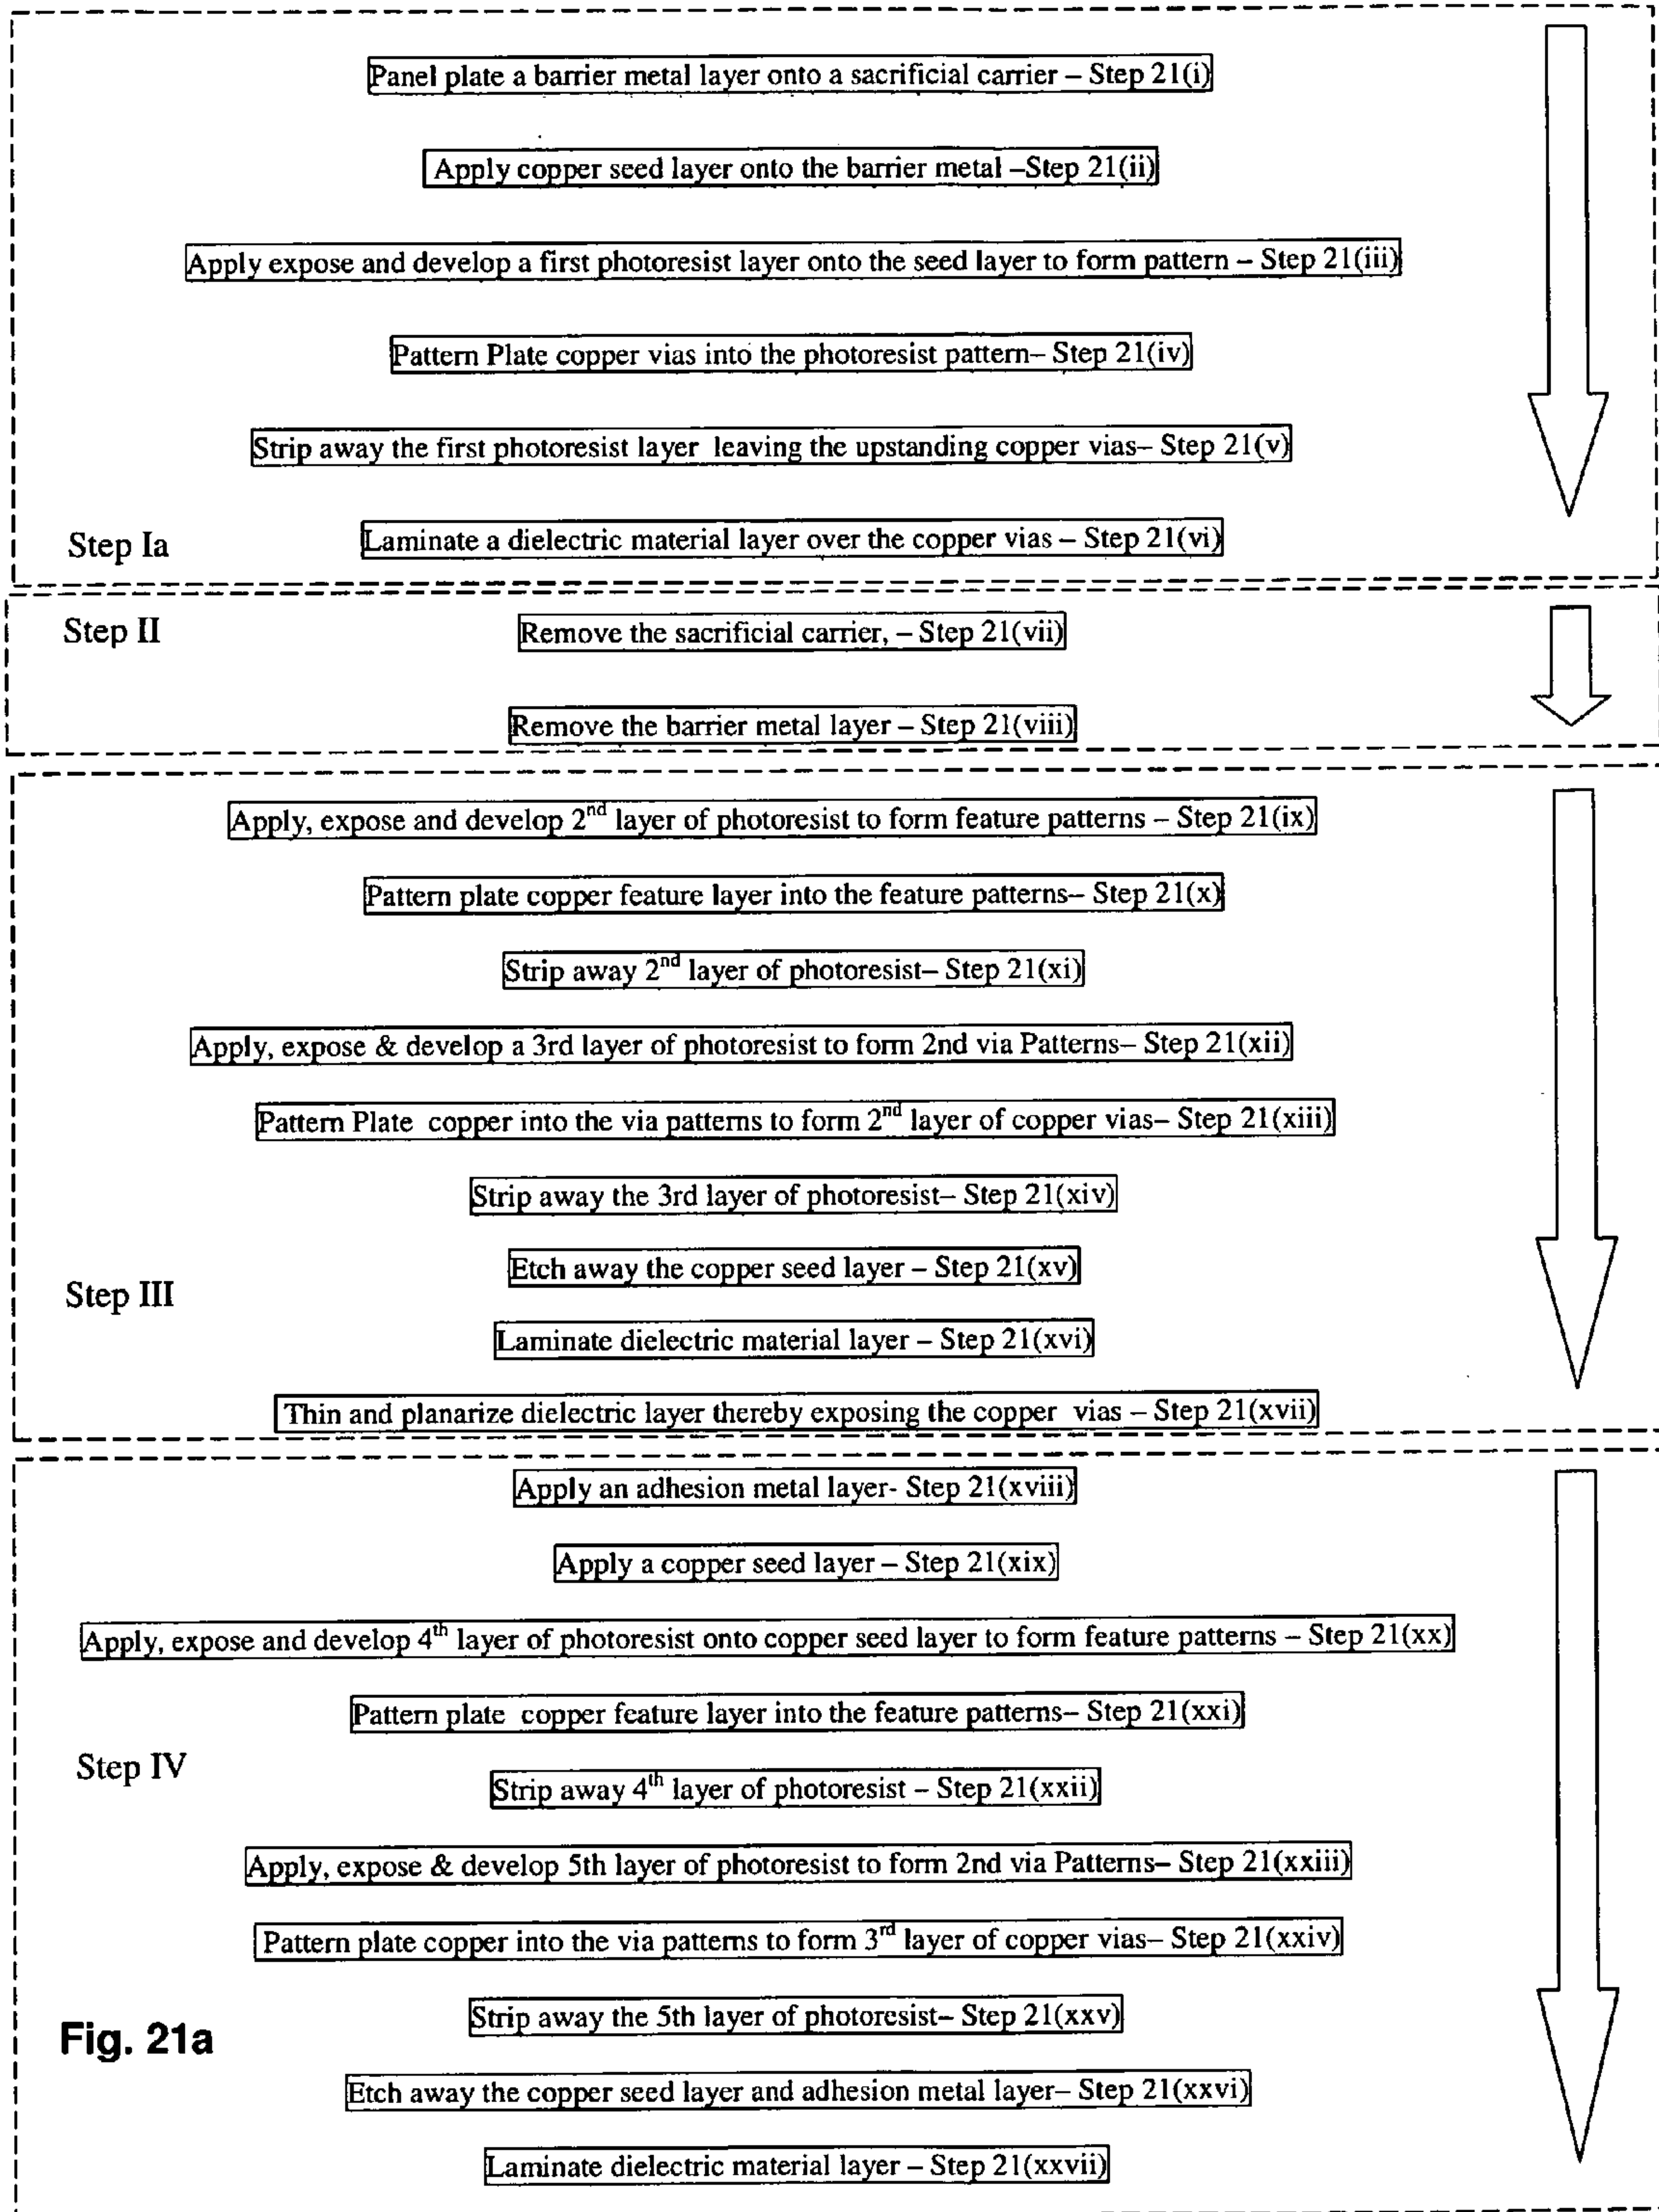 Panel plate a barrier metal layer onto a sacrificial carrier – Step 21(i)
Apply copper seed layer onto the barrier metal –Step 21(ii)
Apply expose and develop a first photoresist layer onto the seed layer to form pattern – Step 21(iii)
Pattern Plate copper vias into the photoresist pattern– Step 21(iv)
Strip away the first photoresist layer leaving the upstanding copper vias– Step 21(v)
Step Ia
Laminate a dielectric material layer over the copper vias – Step 21(vi)
Step II
Remove the sacrificial carrier, – Step 21(vii)
Remove the barrier metal layer – Step 21(viii)
Apply, expose and develop 2nd layer of photoresist to form feature patterns – Step 21(ix)
Pattern plate copper feature layer into the feature patterns– Step 21(x)
Strip away 2nd layer of photoresist– Step 21(xi)
Apply, expose & develop a 3rd layer of photoresist to form 2nd via Patterns– Step 21(xii)
Pattern Plate copper into the via patterns to form 2nd layer of copper vias– Step 21(xiii)
Strip away the 3rd layer of photoresist– Step 21(xiv)
Etch away the copper seed layer – Step 21(xv)
Step III
Laminate dielectric material layer – Step 21(xvi)
Thin and planarize dielectric layer thereby exposing the copper vias – Step 21(xvii)
Apply an adhesion metal layer- Step 21(xviii)
Apply a copper seed layer – Step 21(xix)
Apply, expose and develop 4th layer of photoresist onto copper seed layer to form feature patterns – Step 21(xx)
Pattern plate copper feature layer into the feature patterns– Step 21(xxi)
Step IV
Strip away 4th layer of photoresist – Step 21(xxii)
Apply, expose & develop 5th layer of photoresist to form 2nd via Patterns– Step 21(xxiii)
Pattern plate copper into the via patterns to form 3rd layer of copper vias– Step 21(xxiv)
Strip away the 5th layer of photoresist– Step 21(xxv)
Fig. 21a
Etch away the copper seed layer and adhesion metal layer– Step 21(xxvi)
Laminate dielectric material layer – Step 21(xxvii)